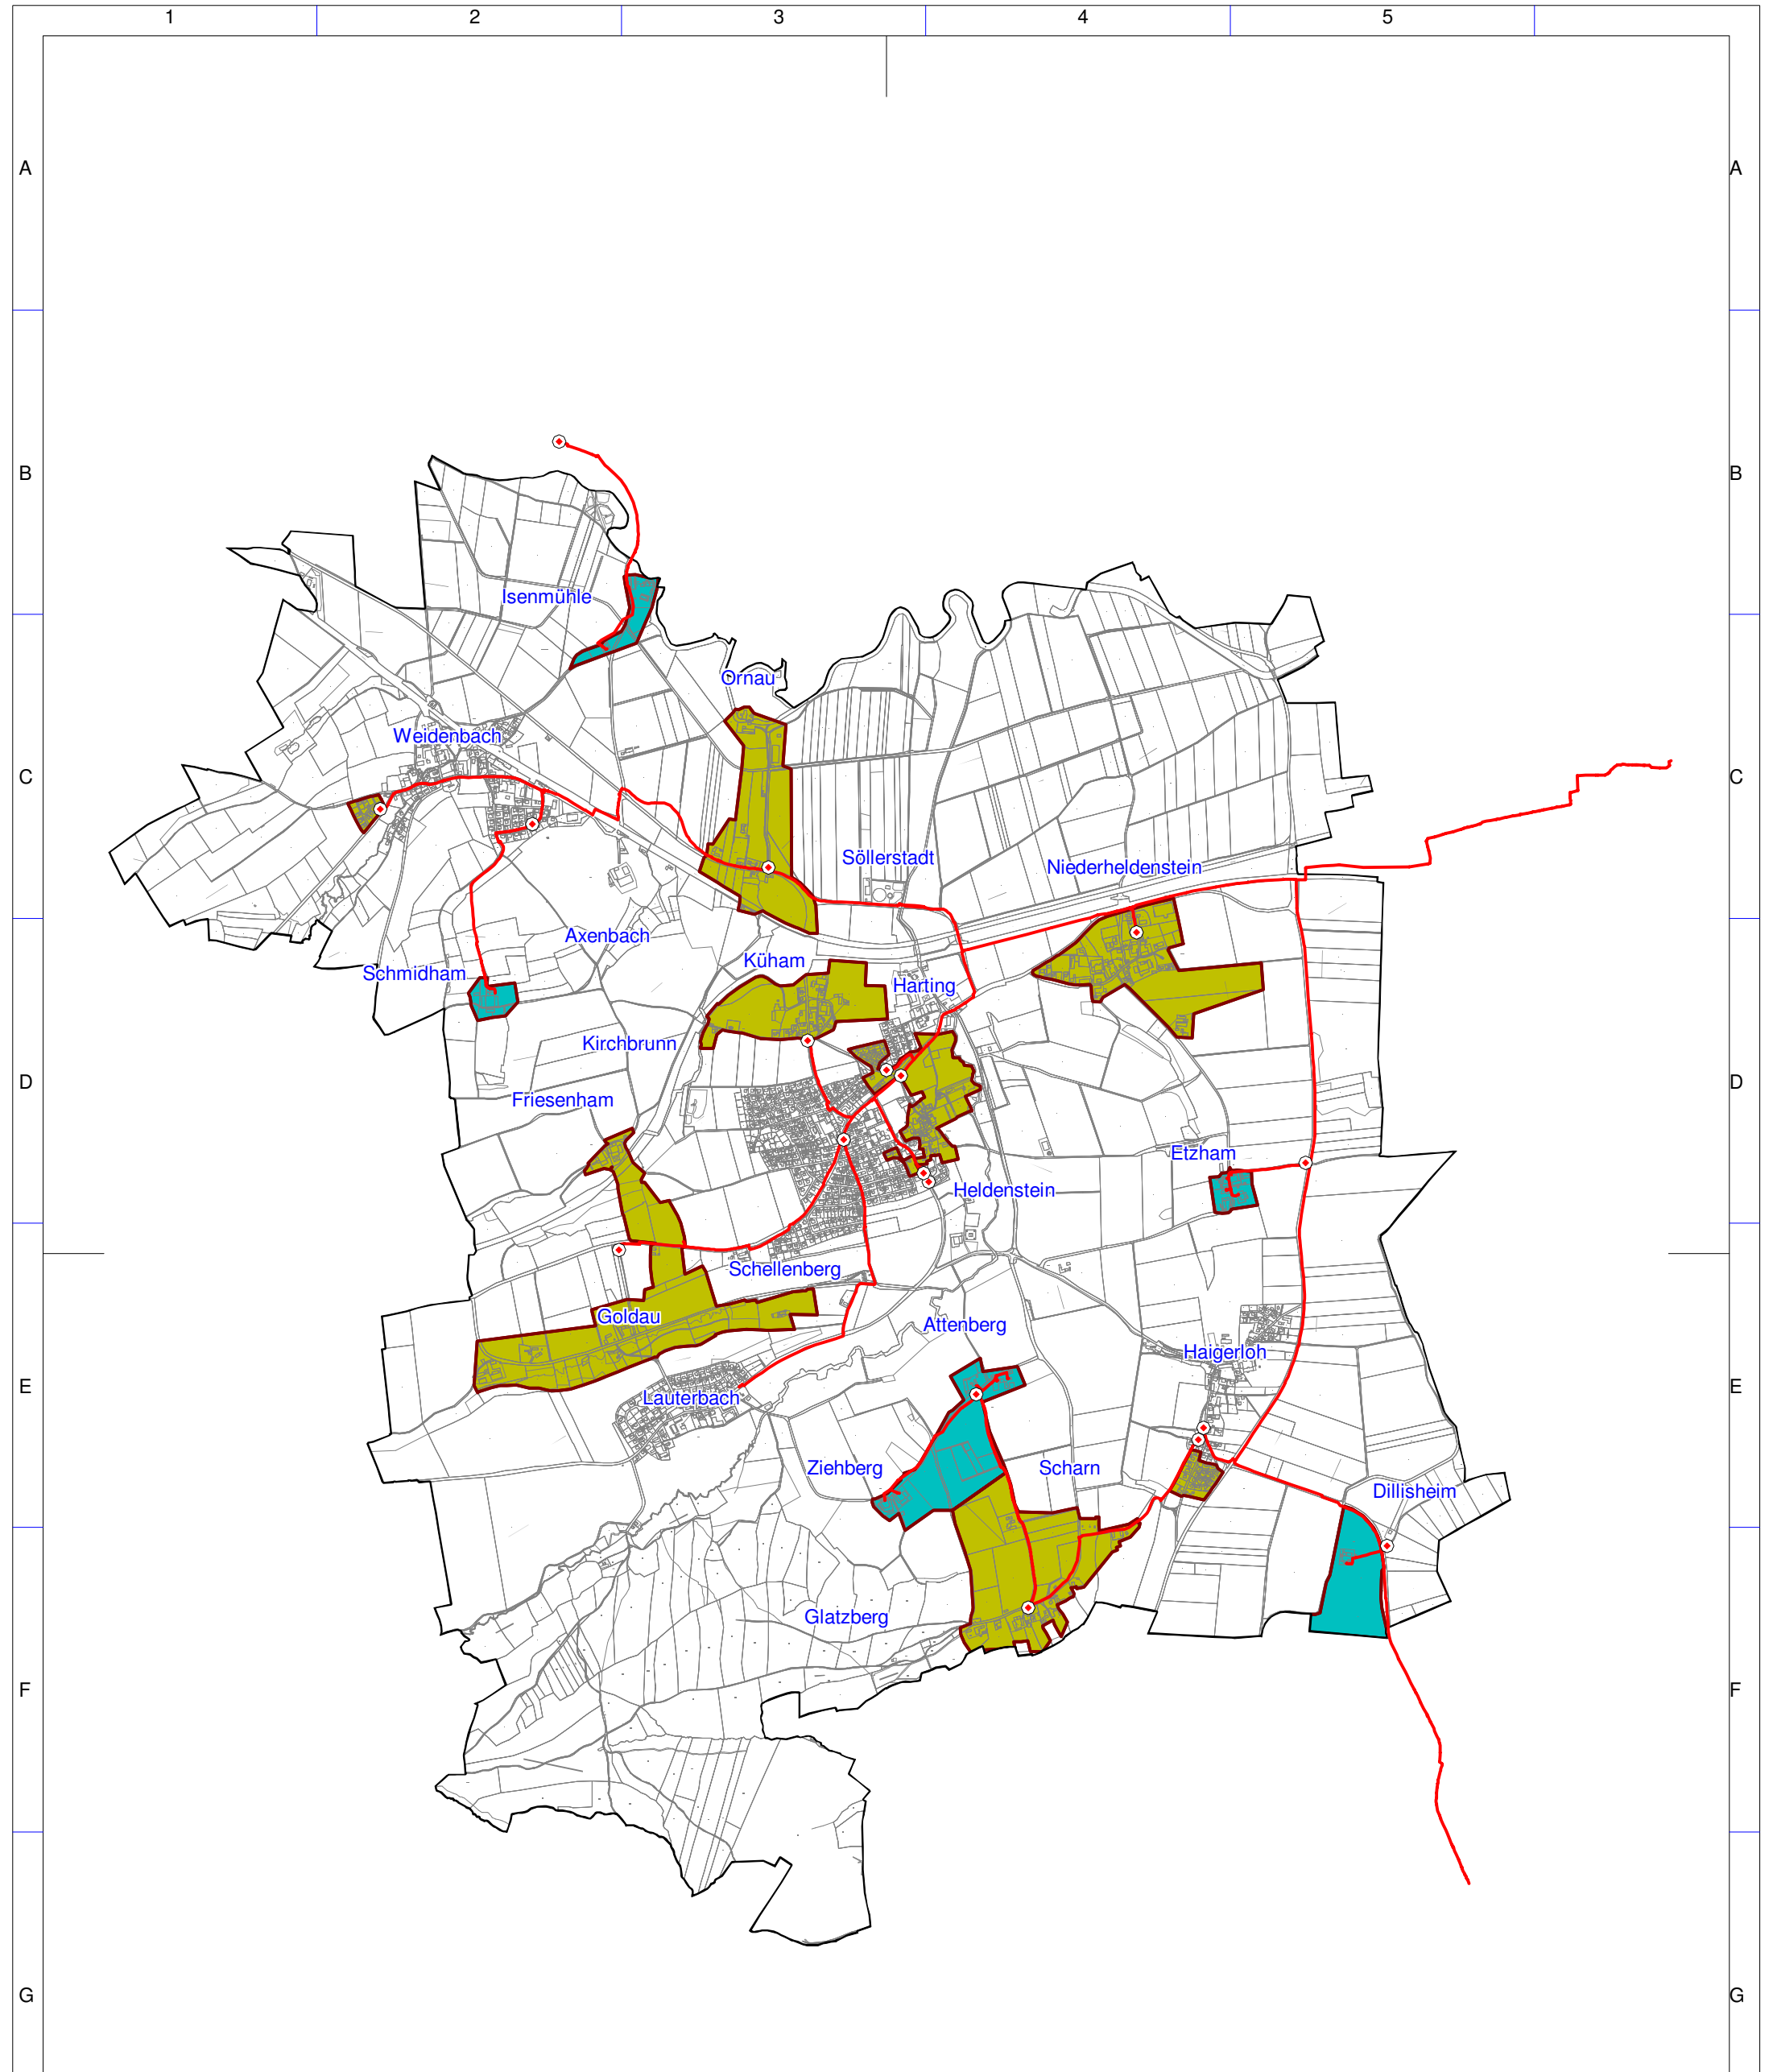 1 2 3 4 5
A A
B B
Isenmühle
Ornau
Weidenbach
C C
Söllerstadt
Niederheldenstein
Axenbach
Küham
Schmidham
Harting
Kirchbrunn
D D
Friesenham
Etzham
Heldenstein
Schellenberg
Goldau
Attenberg
Haigerloh
E E
Lauterbach
Ziehberg
Scharn
Dillisheim
Glatzberg
F F
G G